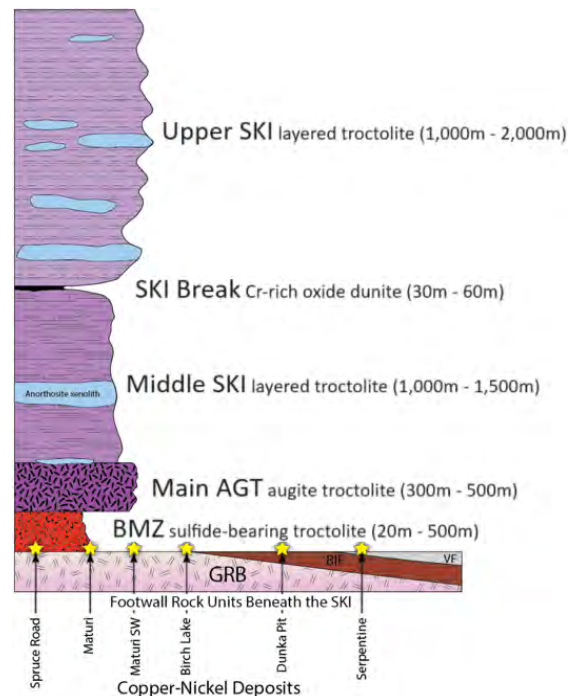 Upper SKI layered troctolite (1,000m - 2,000m)
SKI Break Cr-rich oxide dunite (30m - 60m)
Middle SKI layered troctolite (1,000m - 1,500m)
Anorthosite xenolith
Main AGT augite troctolite (300m - 500m)
BMZ sulfide-bearing troctolite (20m - 500m)
BIF
VF
GRB
Footwall Rock Units Beneath the SKI
Spruce Road
Maturi
Maturi SW
Birch Lake
Dunka Pit
Serpentine
Copper-Nickel Deposits